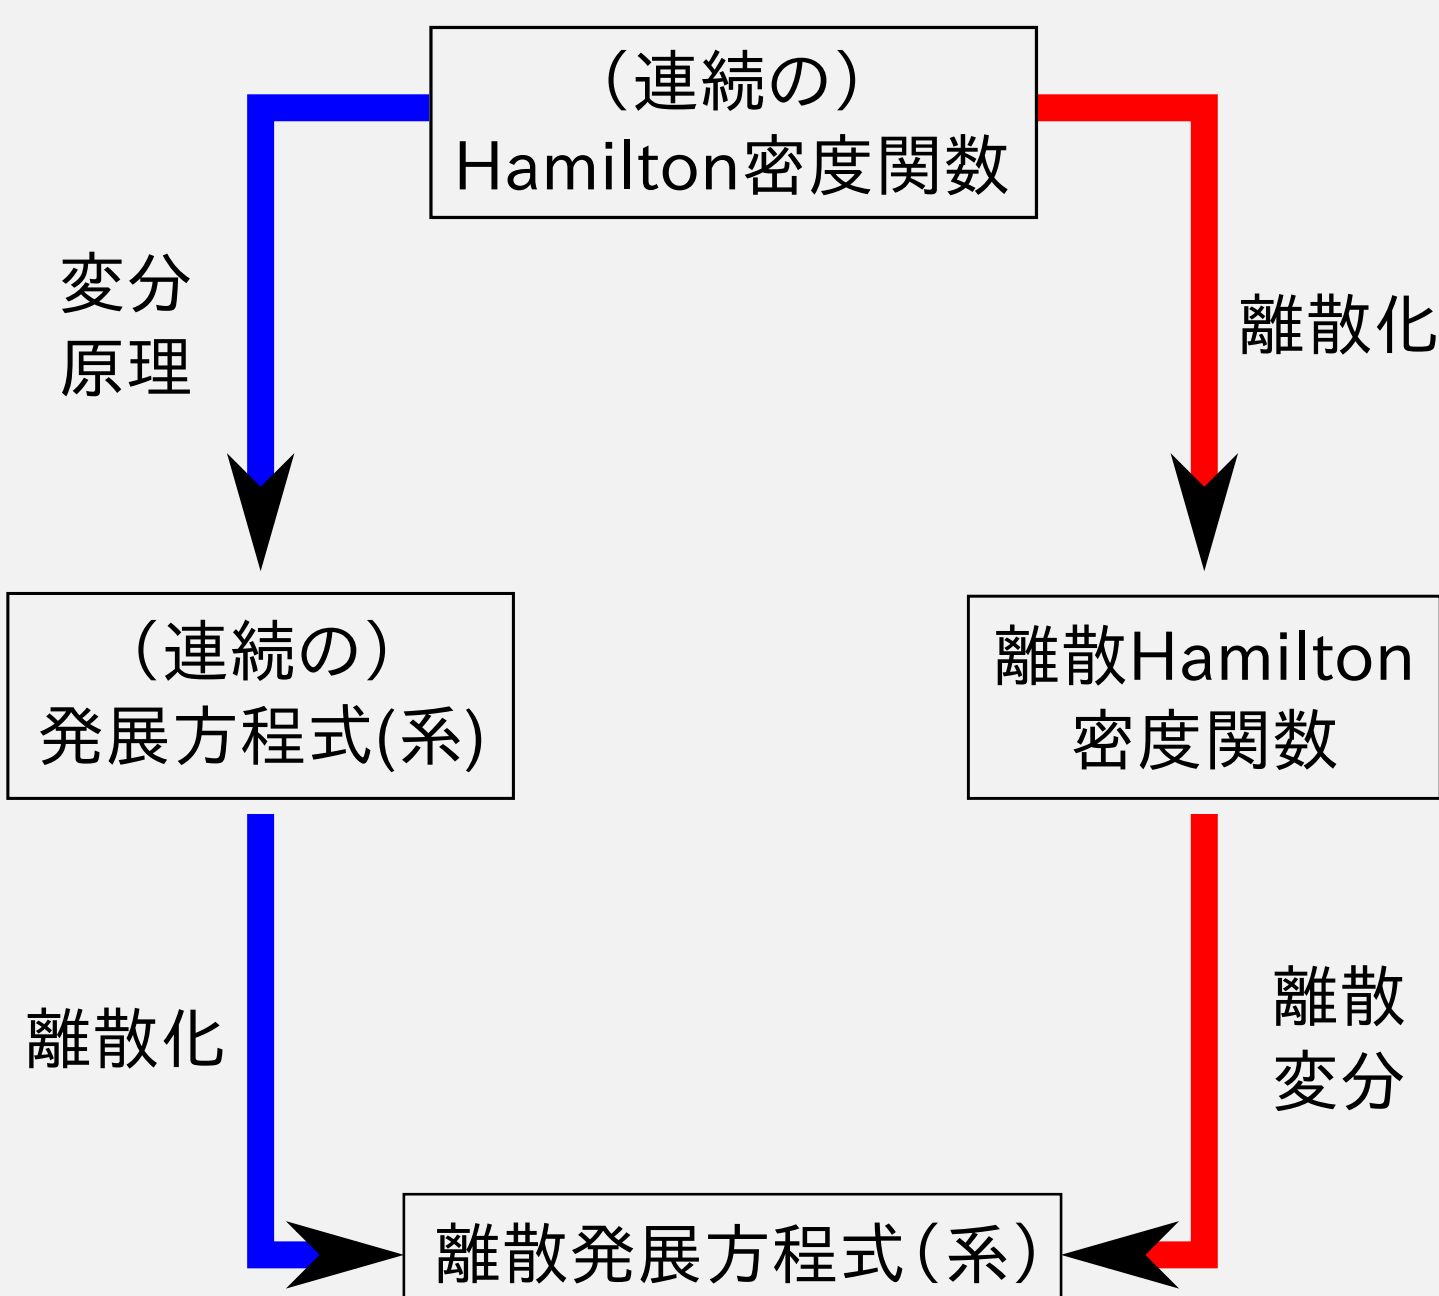 （連続の）
Hamilton密度関数
変分
原理
離散化
（連続の）
発展方程式(系)
離散Hamilton
密度関数
離散化
離散
変分
離散発展方程式（系）